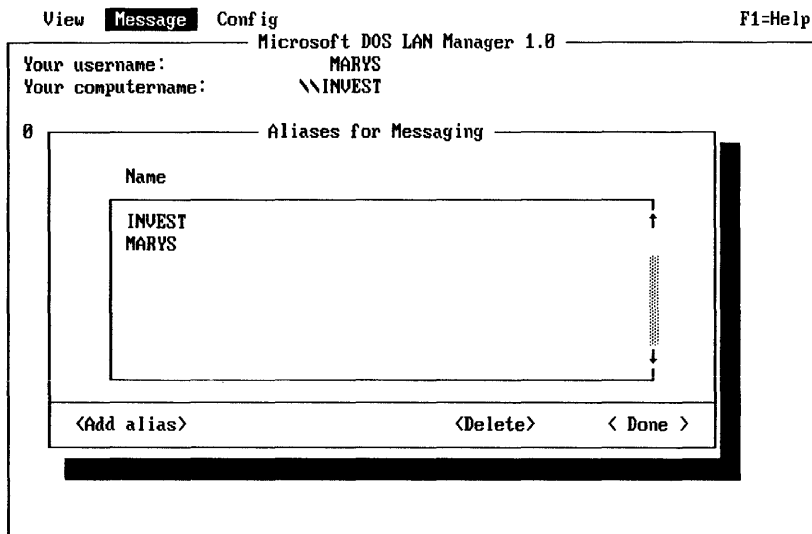 View Message Config F1=Help
Microsoft DOS LAN Manager 1.0
Your username: MARYS
Your computername: \\INVEST
0 Aliases for Messaging
Name
INVEST
MARYS
<Add alias> <Delete> < Done >